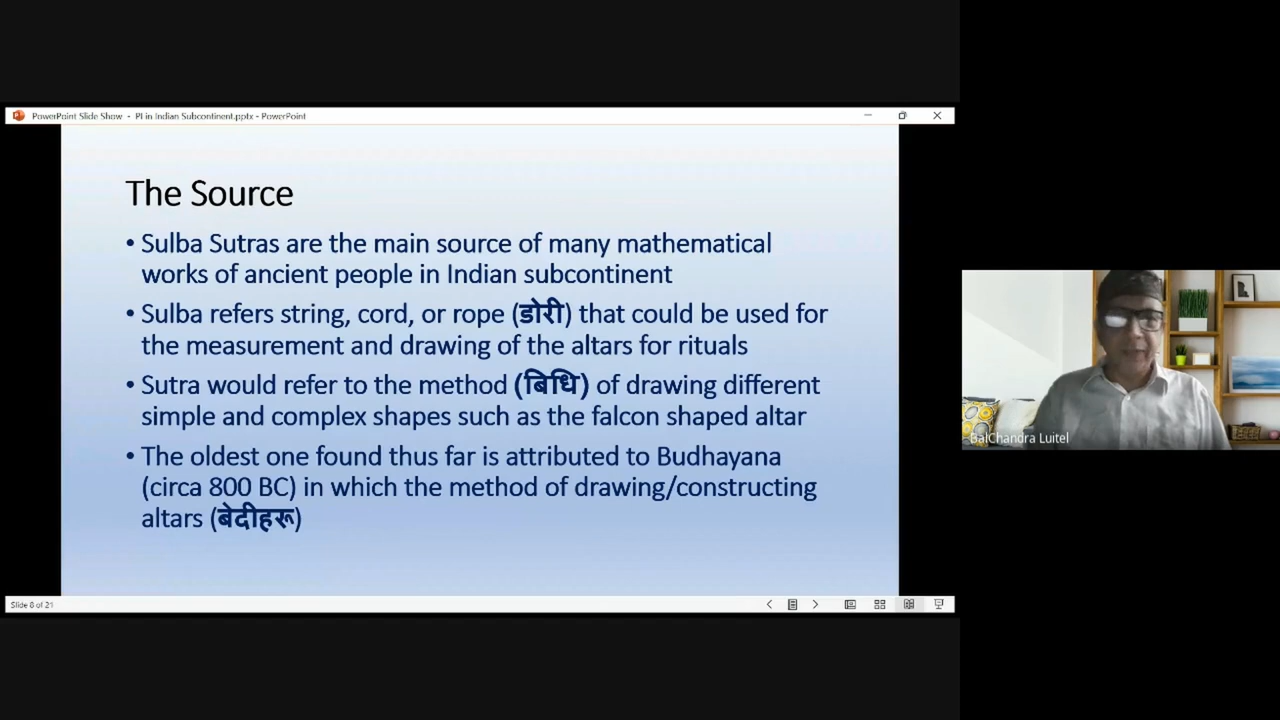 PowerPoint Slide Show - PI in Indian Subcontinent.pptx - PowerPoint
The Source
• Sulba Sutras are the main source of many mathematical
works of ancient people in Indian subcontinent
• Sulba refers string, cord, or rope (डोरी) that could be used for
the measurement and drawing of the altars for rituals
• Sutra would refer to the method (बिधि) of drawing different
simple and complex shapes such as the falcon shaped altar
• The oldest one found thus far is attributed to Budhayana
(circa 800 BC) in which the method of drawing/constructing
altars (बेदीहरू)
Slide 8 of 21
BalChandra Luitel